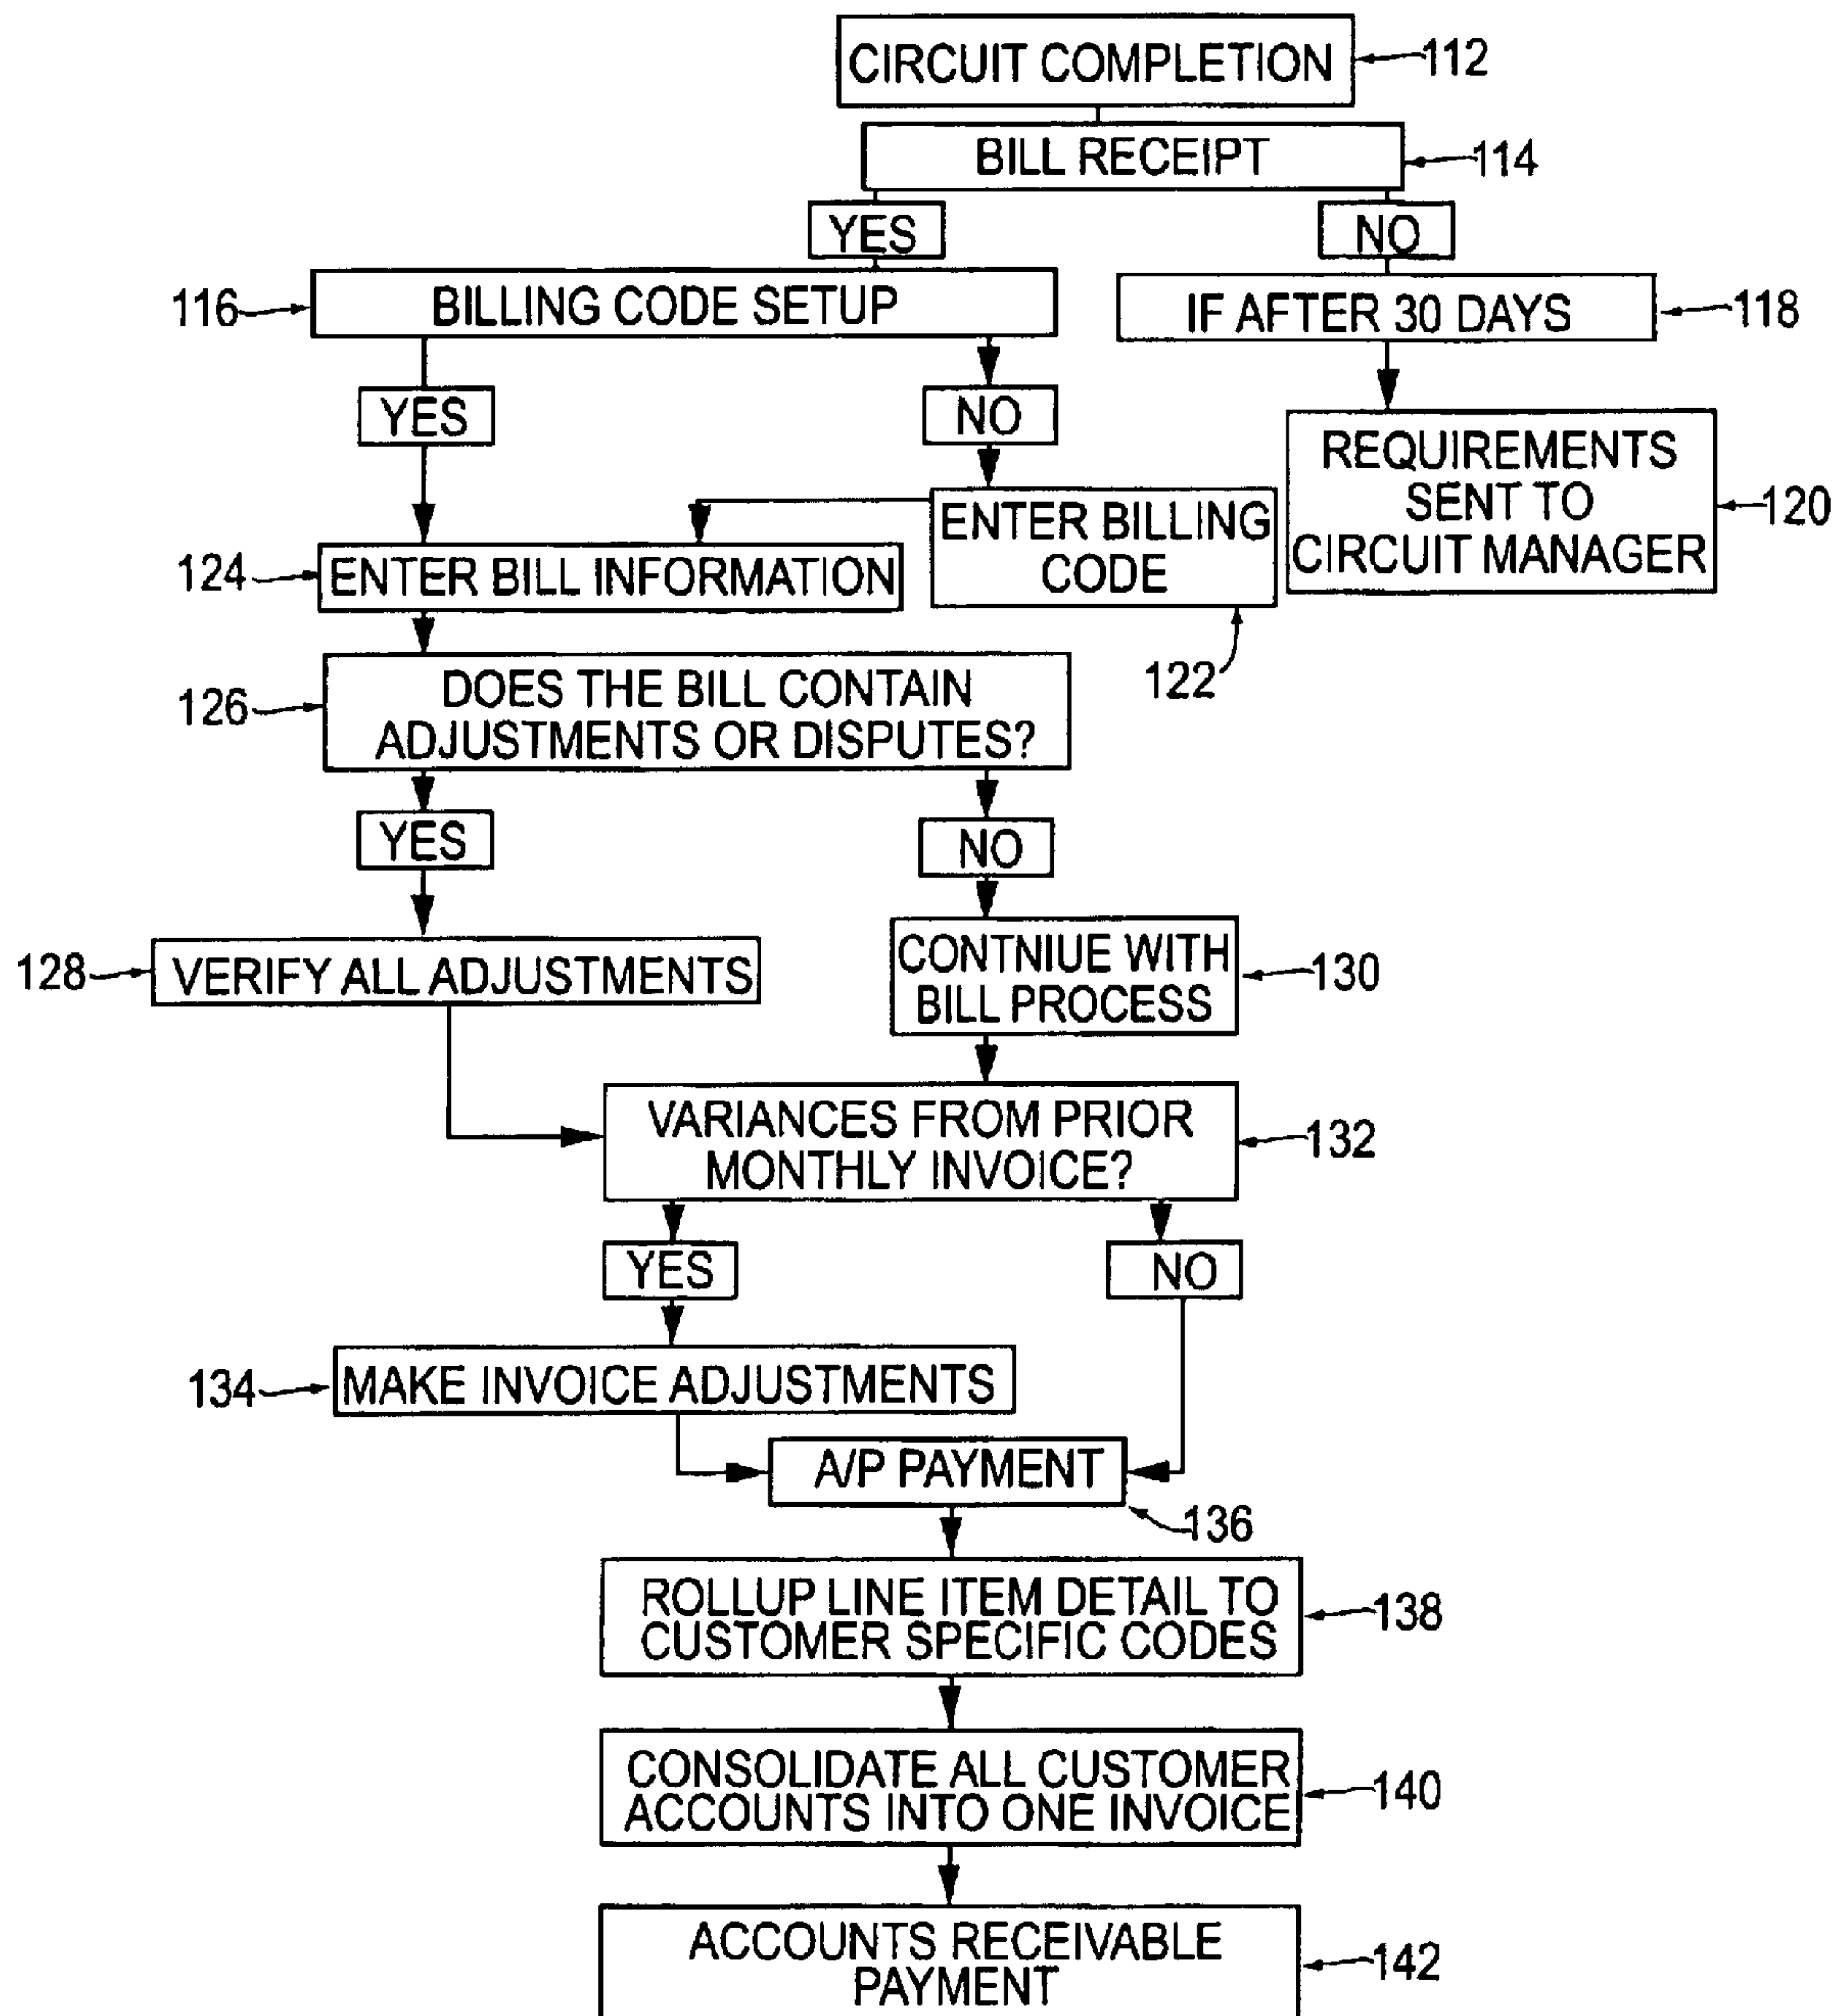 CIRCUIT COMPLETION
112
BILL RECEIPT
114
YES
NO
116
BILLING CODE SETUP
IF AFTER 30 DAYS
118
YES
NO
REQUIREMENTS
SENT TO
CIRCUIT MANAGER
120
ENTER BILLING
CODE
122
124
ENTER BILL INFORMATION
126
DOES THE BILL CONTAIN
ADJUSTMENTS OR DISPUTES?
YES
NO
128
VERIFY ALL ADJUSTMENTS
CONTNIUE WITH
BILL PROCESS
130
VARIANCES FROM PRIOR
MONTHLY INVOICE?
132
YES
NO
134
MAKE INVOICE ADJUSTMENTS
A/P PAYMENT
136
ROLLUP LINE ITEM DETAIL TO
CUSTOMER SPECIFIC CODES
138
CONSOLIDATE ALL CUSTOMER
ACCOUNTS INTO ONE INVOICE
140
ACCOUNTS RECEIVABLE
PAYMENT
142